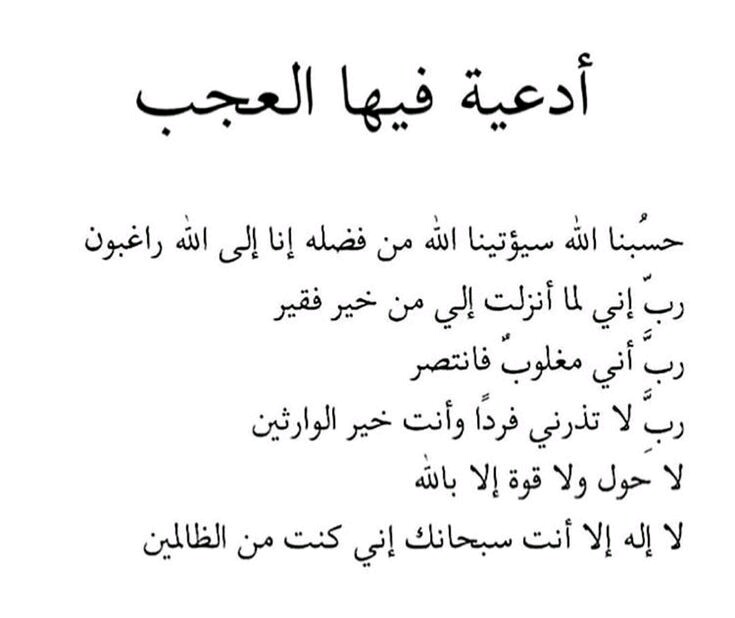 أدعية فيها العجب
حسُبنا الله سيؤتينا الله من فضله إنا إلى الله راغبون
ربّ إني لما أنزلت إلي من خير فقير
ربَّ أني مغلوبٌ فانتصر
ربَِّ لا تذرني فردًا وأنت خير الوارثين
لا حَول ولا قوة إلا بالله
لا إله إلا أنت سبحانك إني كنت من الظالمين